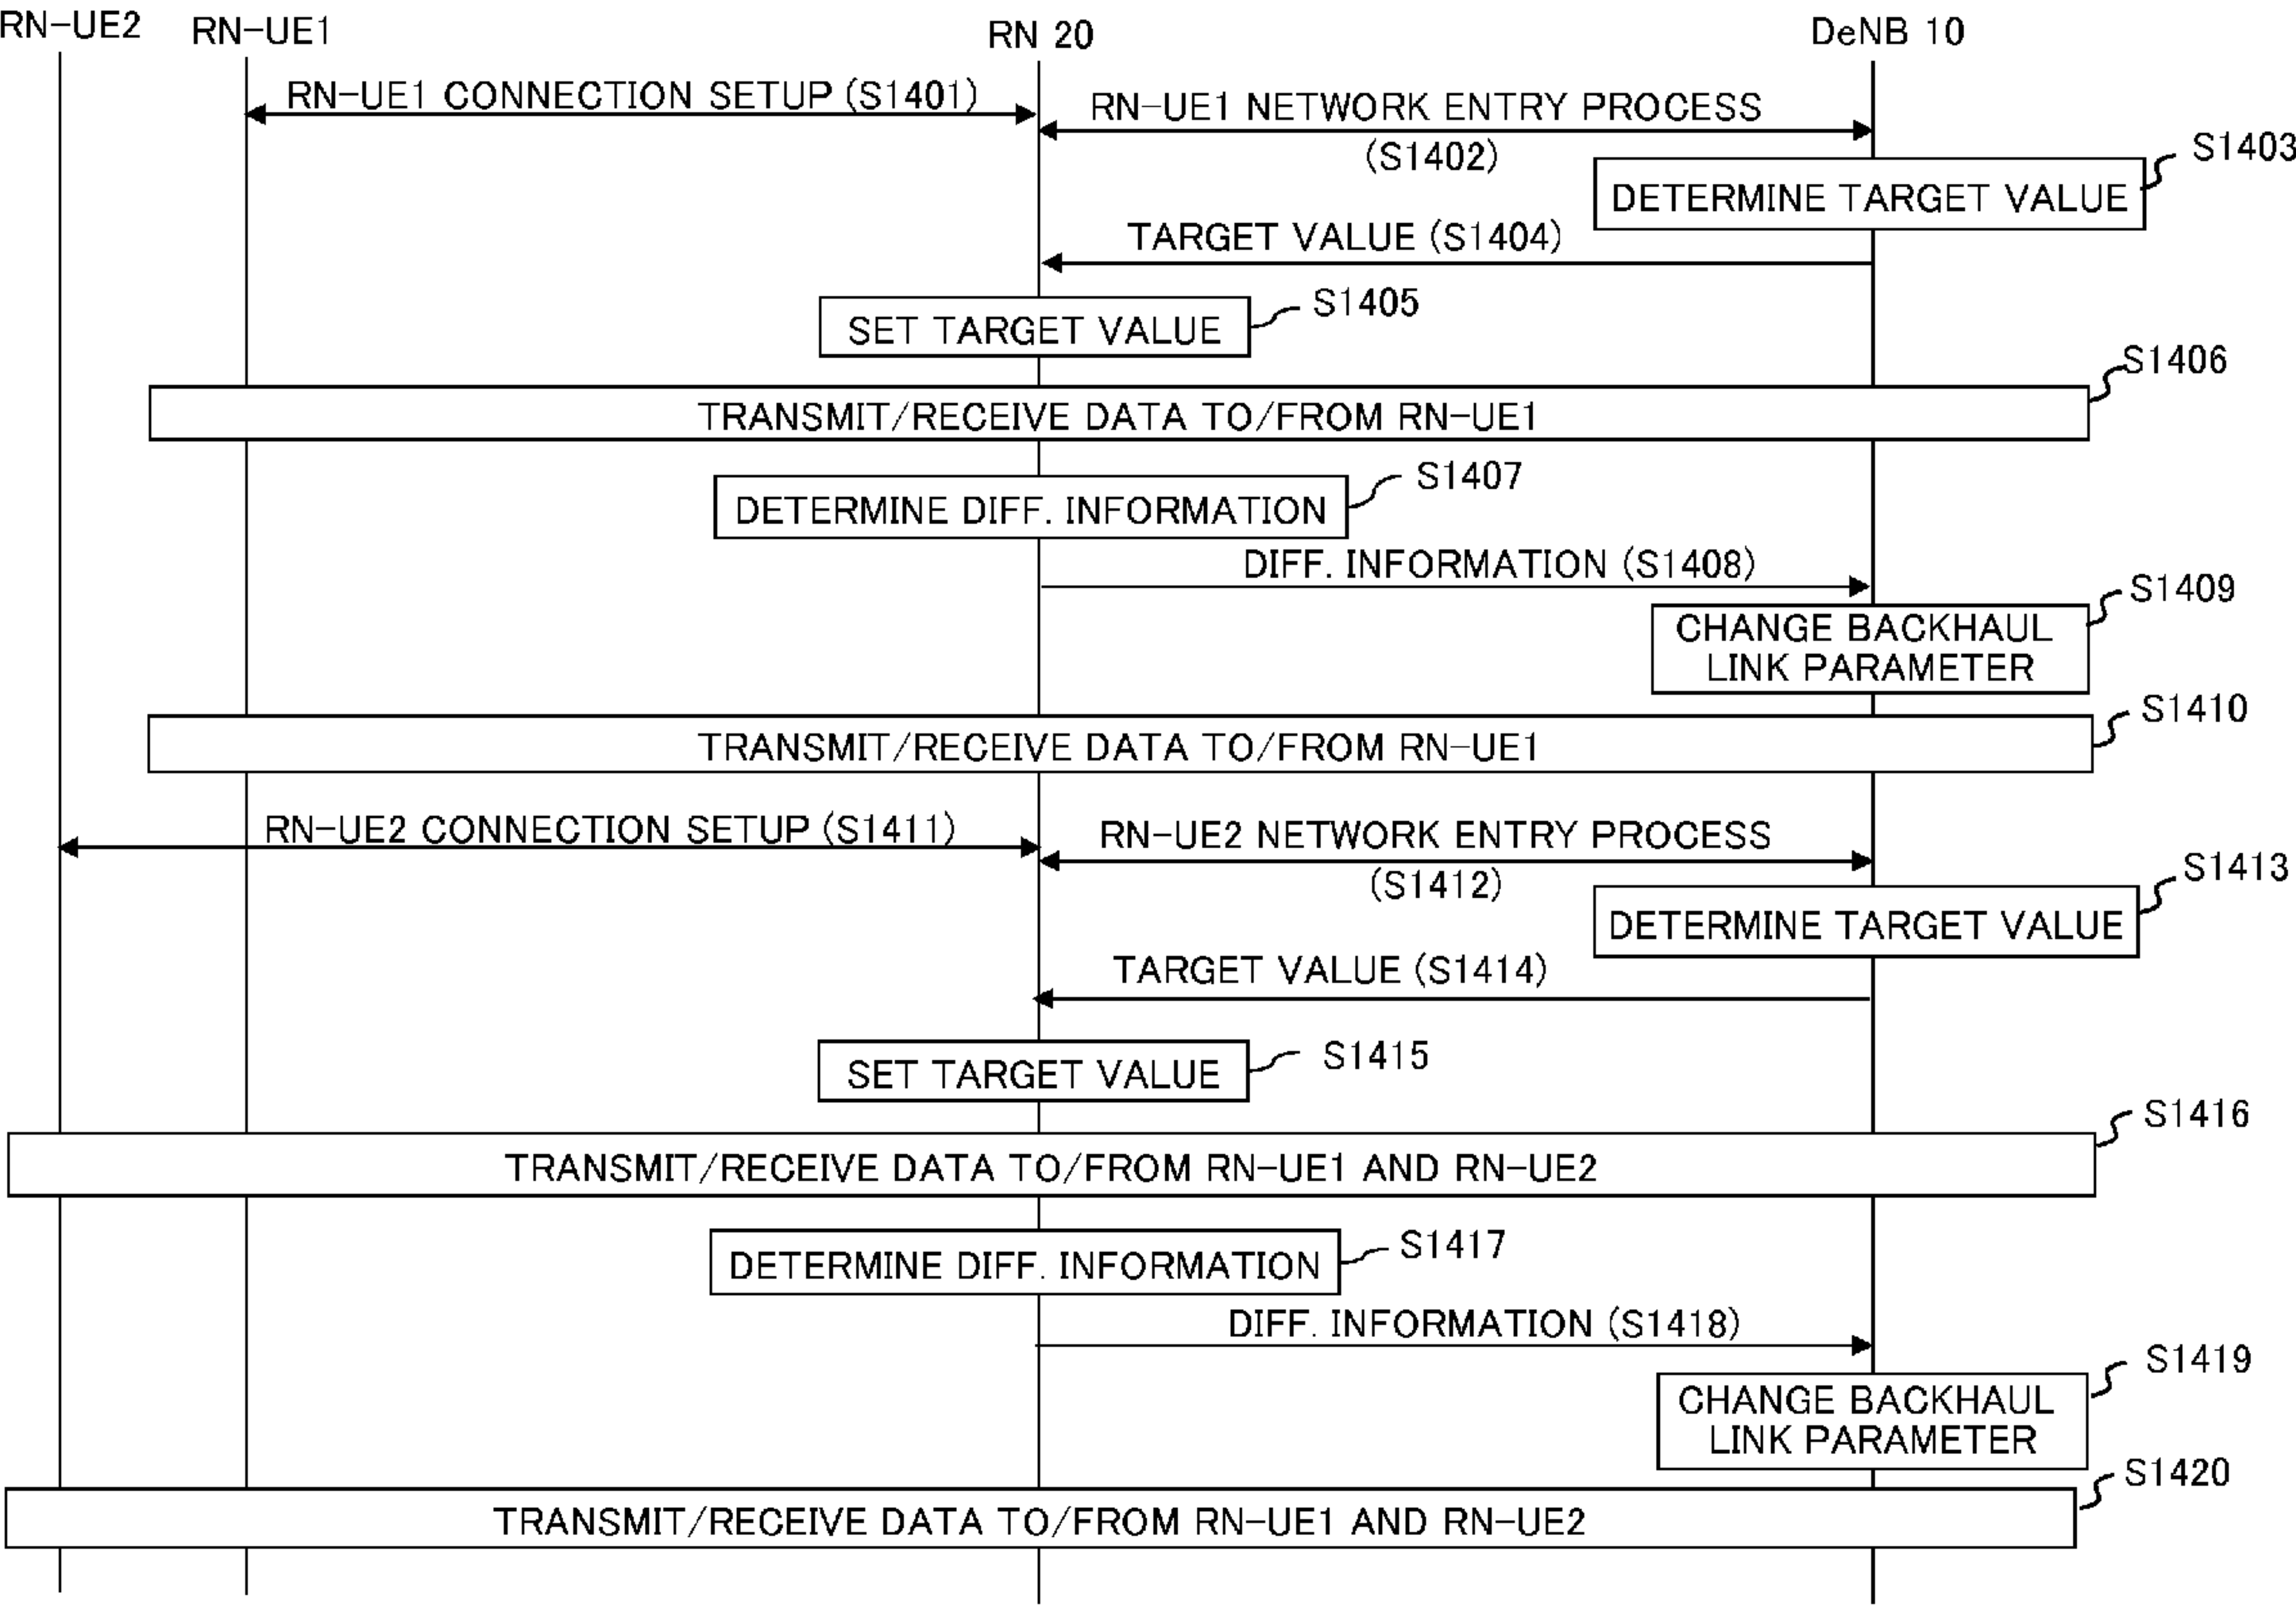 RN-UE2 RN-UE1 RN 20 DeNB 10
RN-UE1 CONNECTION SETUP (S1401)
RN-UE1 NETWORK ENTRY PROCESS
(S1402)
S1403
DETERMINE TARGET VALUE
TARGET VALUE (S1404)
S1405
SET TARGET VALUE
S1406
TRANSMIT/RECEIVE DATA TO/FROM RN-UE1
S1407
DETERMINE DIFF. INFORMATION
DIFF. INFORMATION (S1408)
S1409
CHANGE BACKHAUL
LINK PARAMETER
S1410
TRANSMIT/RECEIVE DATA TO/FROM RN-UE1
RN-UE2 CONNECTION SETUP (S1411)
RN-UE2 NETWORK ENTRY PROCESS
(S1412)
S1413
DETERMINE TARGET VALUE
TARGET VALUE (S1414)
S1415
SET TARGET VALUE
S1416
TRANSMIT/RECEIVE DATA TO/FROM RN-UE1 AND RN-UE2
S1417
DETERMINE DIFF. INFORMATION
DIFF. INFORMATION (S1418)
S1419
CHANGE BACKHAUL
LINK PARAMETER
S1420
TRANSMIT/RECEIVE DATA TO/FROM RN-UE1 AND RN-UE2